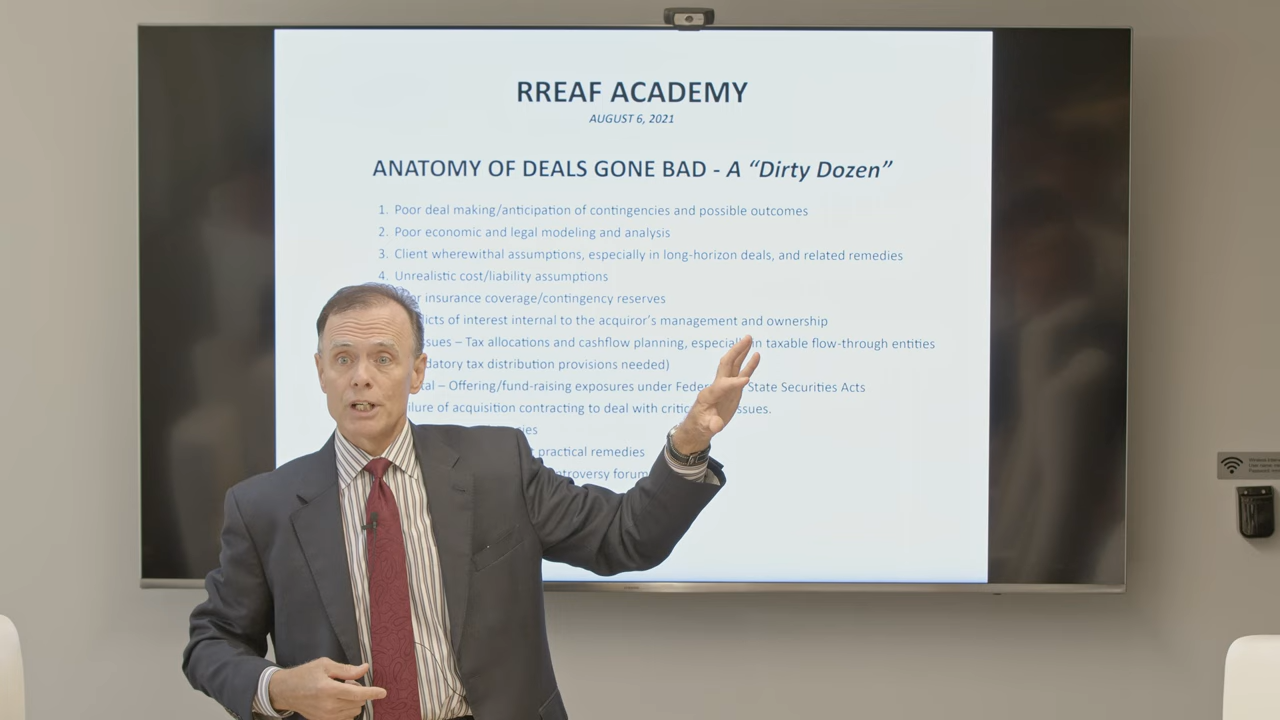 RREAF ACADEMY
AUGUST 6, 2021
ANATOMY OF DEALS GONE BAD - A “Dirty Dozen”
1. Poor deal making/anticipation of contingencies and possible outcomes
2. Poor economic and legal modeling and analysis
3. Client wherewithal assumptions, especially in long-horizon deals, and related remedies
4. Unrealistic cost/liability assumptions
insurance coverage/contingency reserves
of interest internal to the acquiror’s management and ownership
– Tax allocations and cashflow planning, in taxable flow-through entities
tax distribution provisions needed)
– Offering/fund-raising exposures under State Securities Acts
of acquisition contracting to deal with
practical remedies